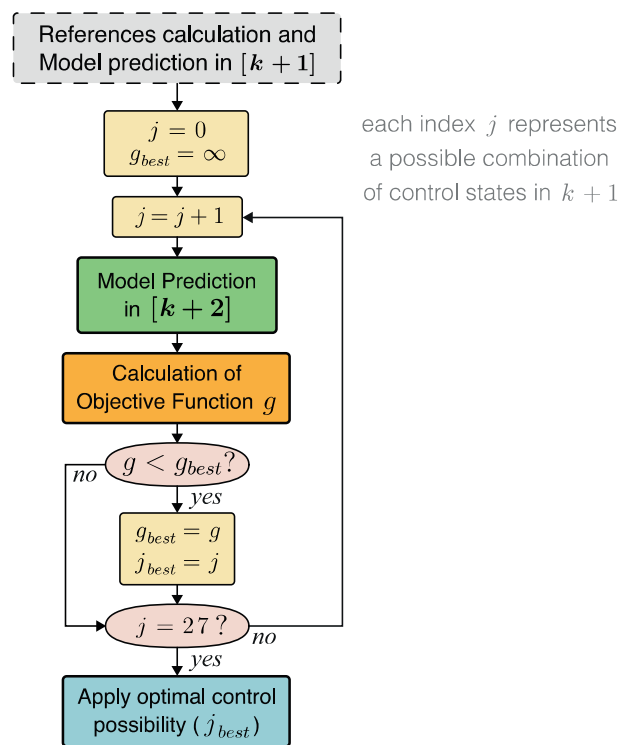 References calculation and
Model prediction in [k + 1]
j = 0
g_best = ∞
each index j represents
a possible combination
of control states in k + 1
j = j + 1
Model Prediction
in [k + 2]
Calculation of
Objective Function g
g < g_best?
no
yes
g_best = g
j_best = j
j = 27?
no
yes
Apply optimal control
possibility (j_best)